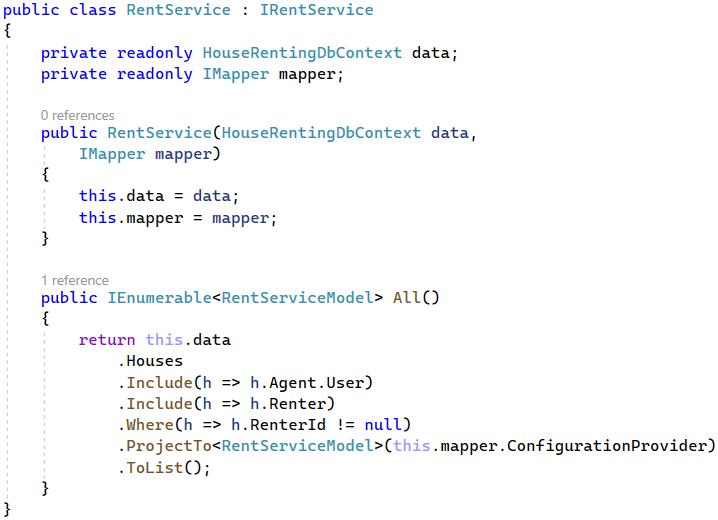 public class RentService : IRentService
{
    private readonly HouseRentingDbContext data;
    private readonly IMapper mapper;

    0 references
    public RentService(HouseRentingDbContext data,
        IMapper mapper)
    {
        this.data = data;
        this.mapper = mapper;
    }

    1 reference
    public IEnumerable<RentServiceModel> All()
    {
        return this.data
            .Houses
            .Include(h => h.Agent.User)
            .Include(h => h.Renter)
            .Where(h => h.RenterId != null)
            .ProjectTo<RentServiceModel>(this.mapper.ConfigurationProvider)
            .ToList();
    }
}